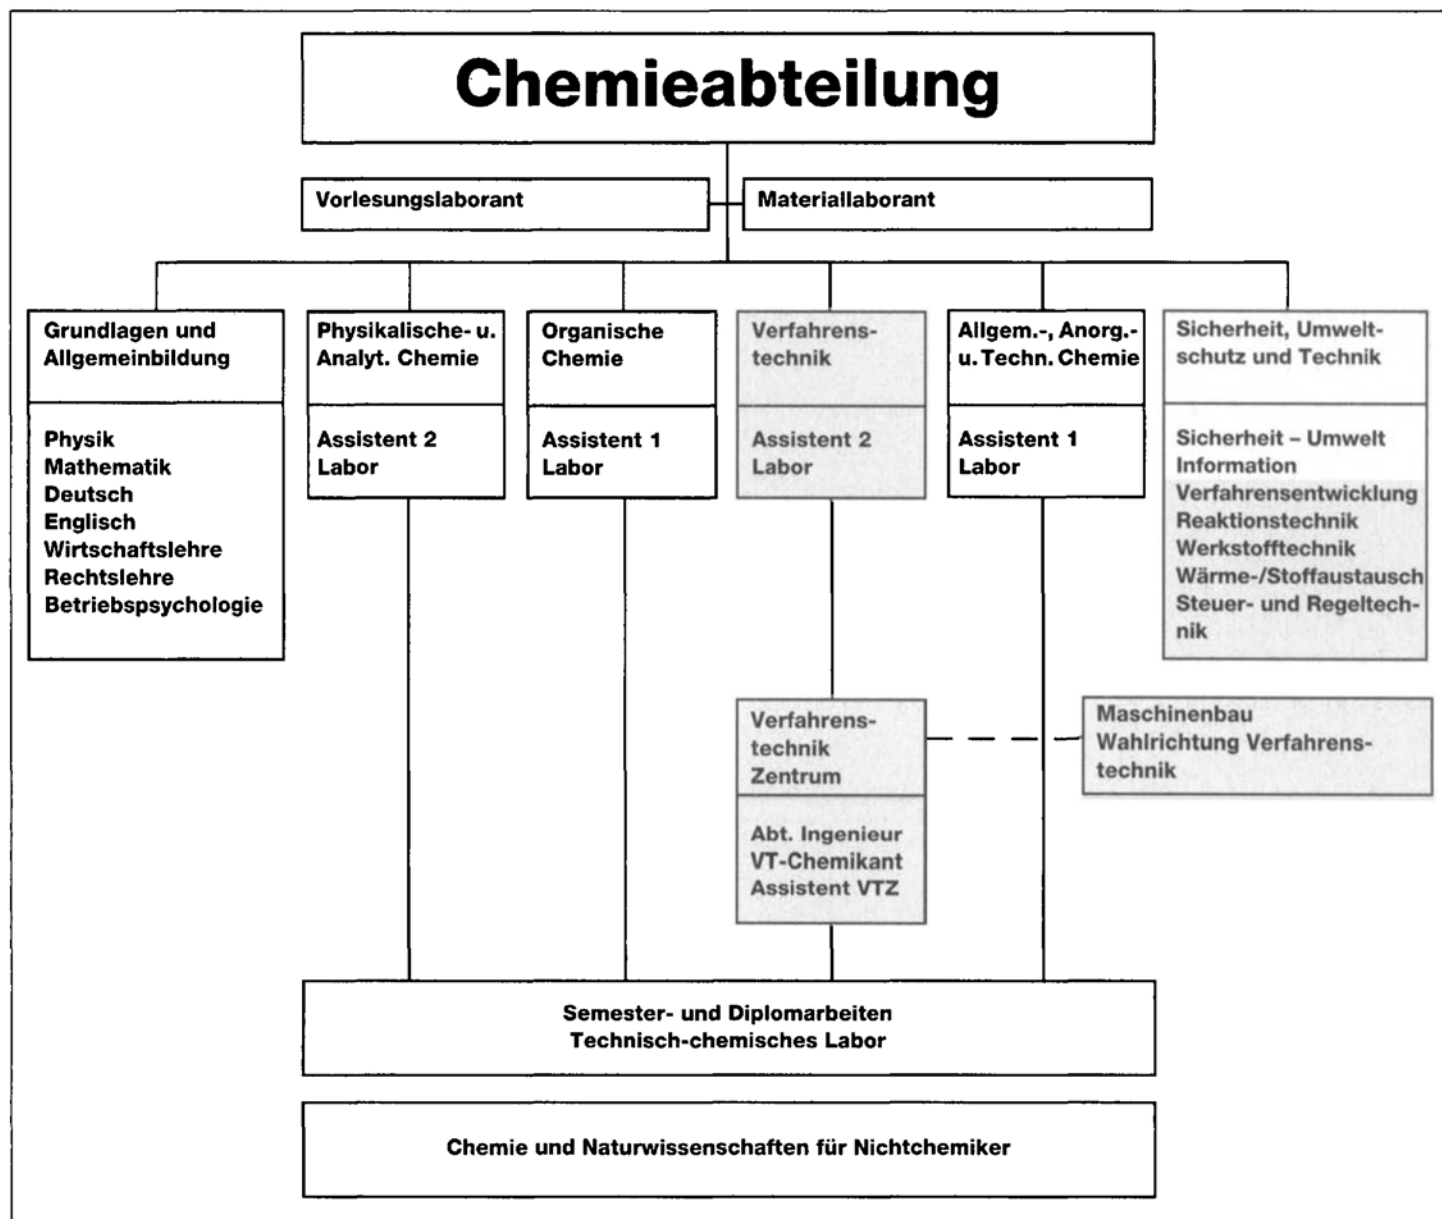 Chemieabteilung
Vorlesungslaborant
Materiallaborant
Grundlagen und
Allgemeinbildung
Physik
Mathematik
Deutsch
Englisch
Wirtschaftslehre
Rechtslehre
Betriebspsychologie
Physikalische- u.
Analyt. Chemie
Assistent 2
Labor
Organische
Chemie
Assistent 1
Labor
Verfahrens-
technik
Assistent 2
Labor
Allgem.-, Anorg.-
u. Techn. Chemie
Assistent 1
Labor
Sicherheit, Umwelt-
schutz und Technik
Sicherheit – Umwelt
Information
Verfahrensentwicklung
Reaktionstechnik
Werkstofftechnik
Wärme-/Stoffaustausch
Steuer- und Regeltech-
nik
Verfahrens-
technik
Zentrum
Abt. Ingenieur
VT-Chemikant
Assistent VTZ
Maschinenbau
Wahlrichtung Verfahrens-
technik
Semester- und Diplomarbeiten
Technisch-chemisches Labor
Chemie und Naturwissenschaften für Nichtchemiker